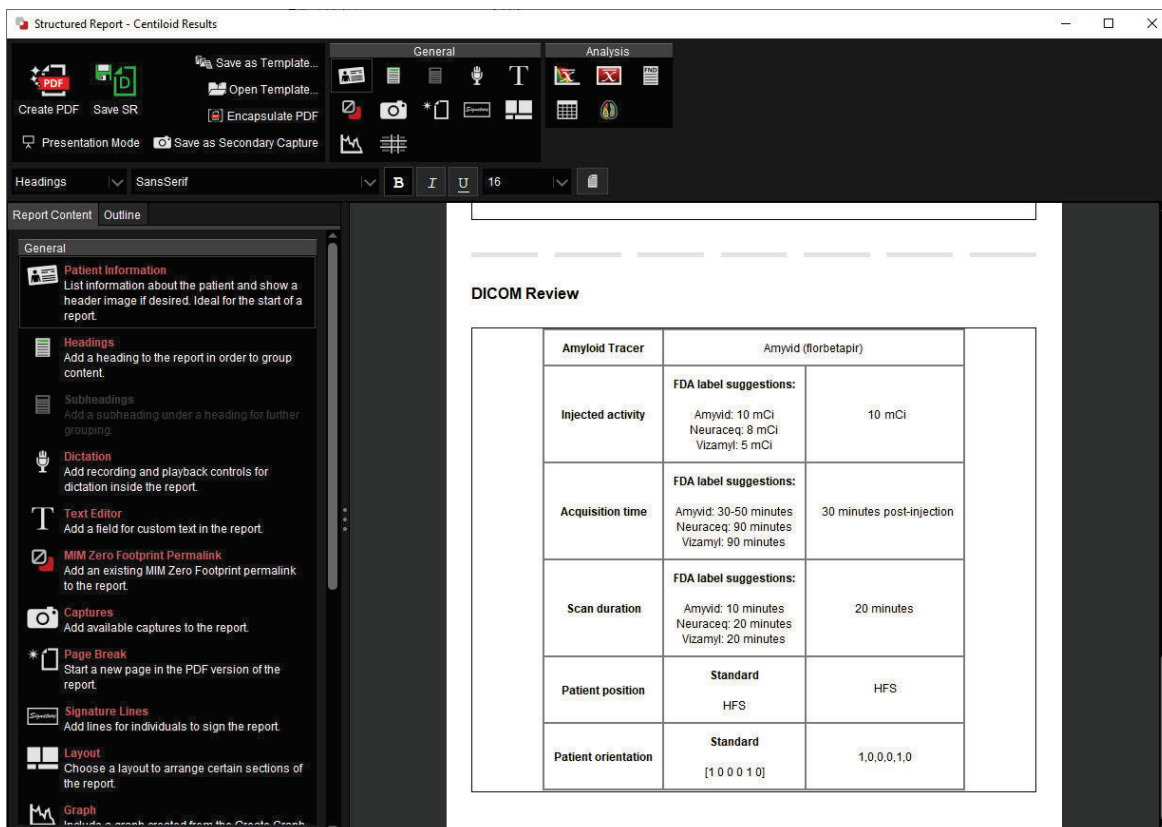 Structured Report - Centiloid Results
Create PDF
Save SR
Save as Template...
Open Template...
Encapsulate PDF
Presentation Mode
Save as Secondary Capture
General
Analysis
PDF
D
T
Signature
FND
Headings
SansSerif
B
I
U
16
Report Content
Outline
General
Patient Information
List information about the patient and show a
header image if desired. Ideal for the start of a
report.
Headings
Add a heading to the report in order to group
content.
Subheadings
Add a subheading under a heading for further
grouping.
Dictation
Add recording and playback controls for
dictation inside the report.
Text Editor
Add a field for custom text in the report.
MIM Zero Footprint Permalink
Add an existing MIM Zero Footprint permalink
to the report.
Captures
Add available captures to the report.
Page Break
Start a new page in the PDF version of the
report.
Signature Lines
Add lines for individuals to sign the report.
Layout
Choose a layout to arrange certain sections of
the report.
Graph
Include a graph created from the Create Graph
DICOM Review
Amyloid Tracer
Amyvid (florbetapir)
Injected activity
FDA label suggestions:
Amyvid: 10 mCi
Neuraceq: 8 mCi
Vizamyl: 5 mCi
10 mCi
Acquisition time
FDA label suggestions:
Amyvid: 30-50 minutes
Neuraceq: 90 minutes
Vizamyl: 90 minutes
30 minutes post-injection
Scan duration
FDA label suggestions:
Amyvid: 10 minutes
Neuraceq: 20 minutes
Vizamyl: 20 minutes
20 minutes
Patient position
Standard
HFS
HFS
Patient orientation
Standard
[1 0 0 0 1 0]
1,0,0,0,1,0